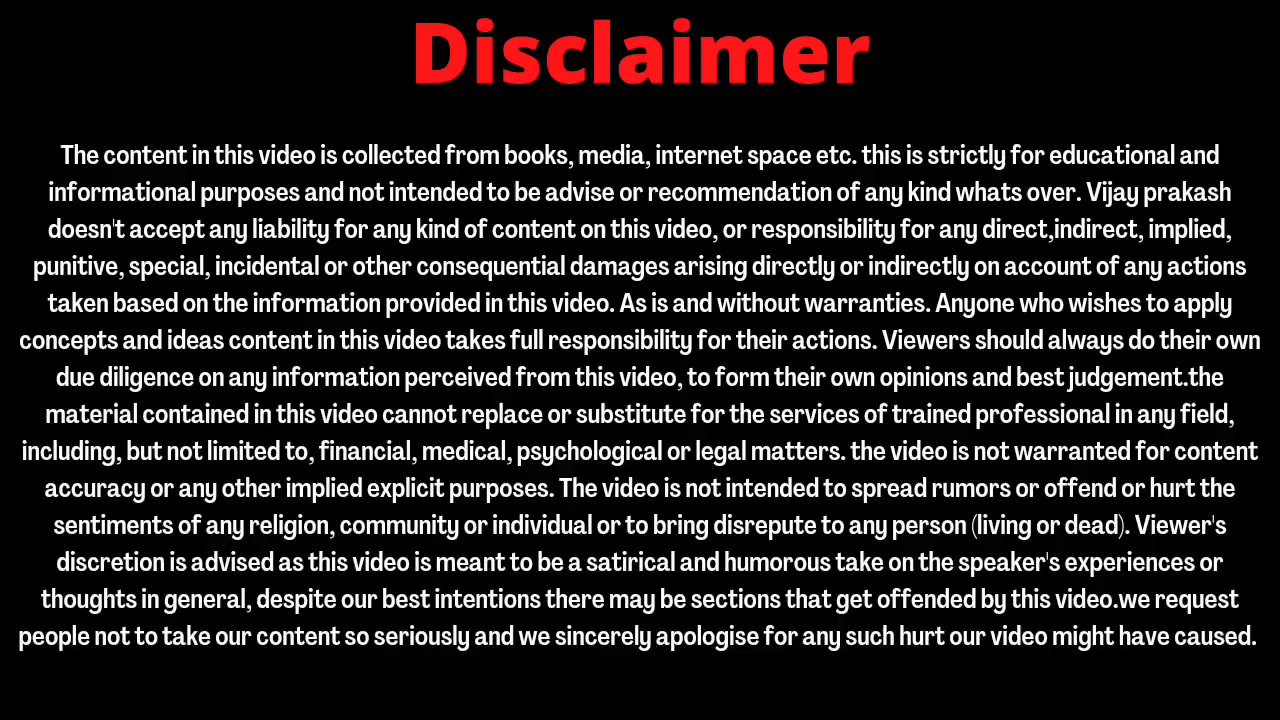 Disclaimer
The content in this video is collected from books, media, internet space etc. this is strictly for educational and
informational purposes and not intended to be advise or recommendation of any kind whats over. Vijay prakash
doesn't accept any liability for any kind of content on this video, or responsibility for any direct,indirect, implied,
punitive, special, incidental or other consequential damages arising directly or indirectly on account of any actions
taken based on the information provided in this video. As is and without warranties. Anyone who wishes to apply
concepts and ideas content in this video takes full responsibility for their actions. Viewers should always do their own
due diligence on any information perceived from this video, to form their own opinions and best judgement.the
material contained in this video cannot replace or substitute for the services of trained professional in any field,
including, but not limited to, financial, medical, psychological or legal matters. the video is not warranted for content
accuracy or any other implied explicit purposes. The video is not intended to spread rumors or offend or hurt the
sentiments of any religion, community or individual or to bring disrepute to any person (living or dead). Viewer's
discretion is advised as this video is meant to be a satirical and humorous take on the speaker's experiences or
thoughts in general, despite our best intentions there may be sections that get offended by this video.we request
people not to take our content so seriously and we sincerely apologise for any such hurt our video might have caused.